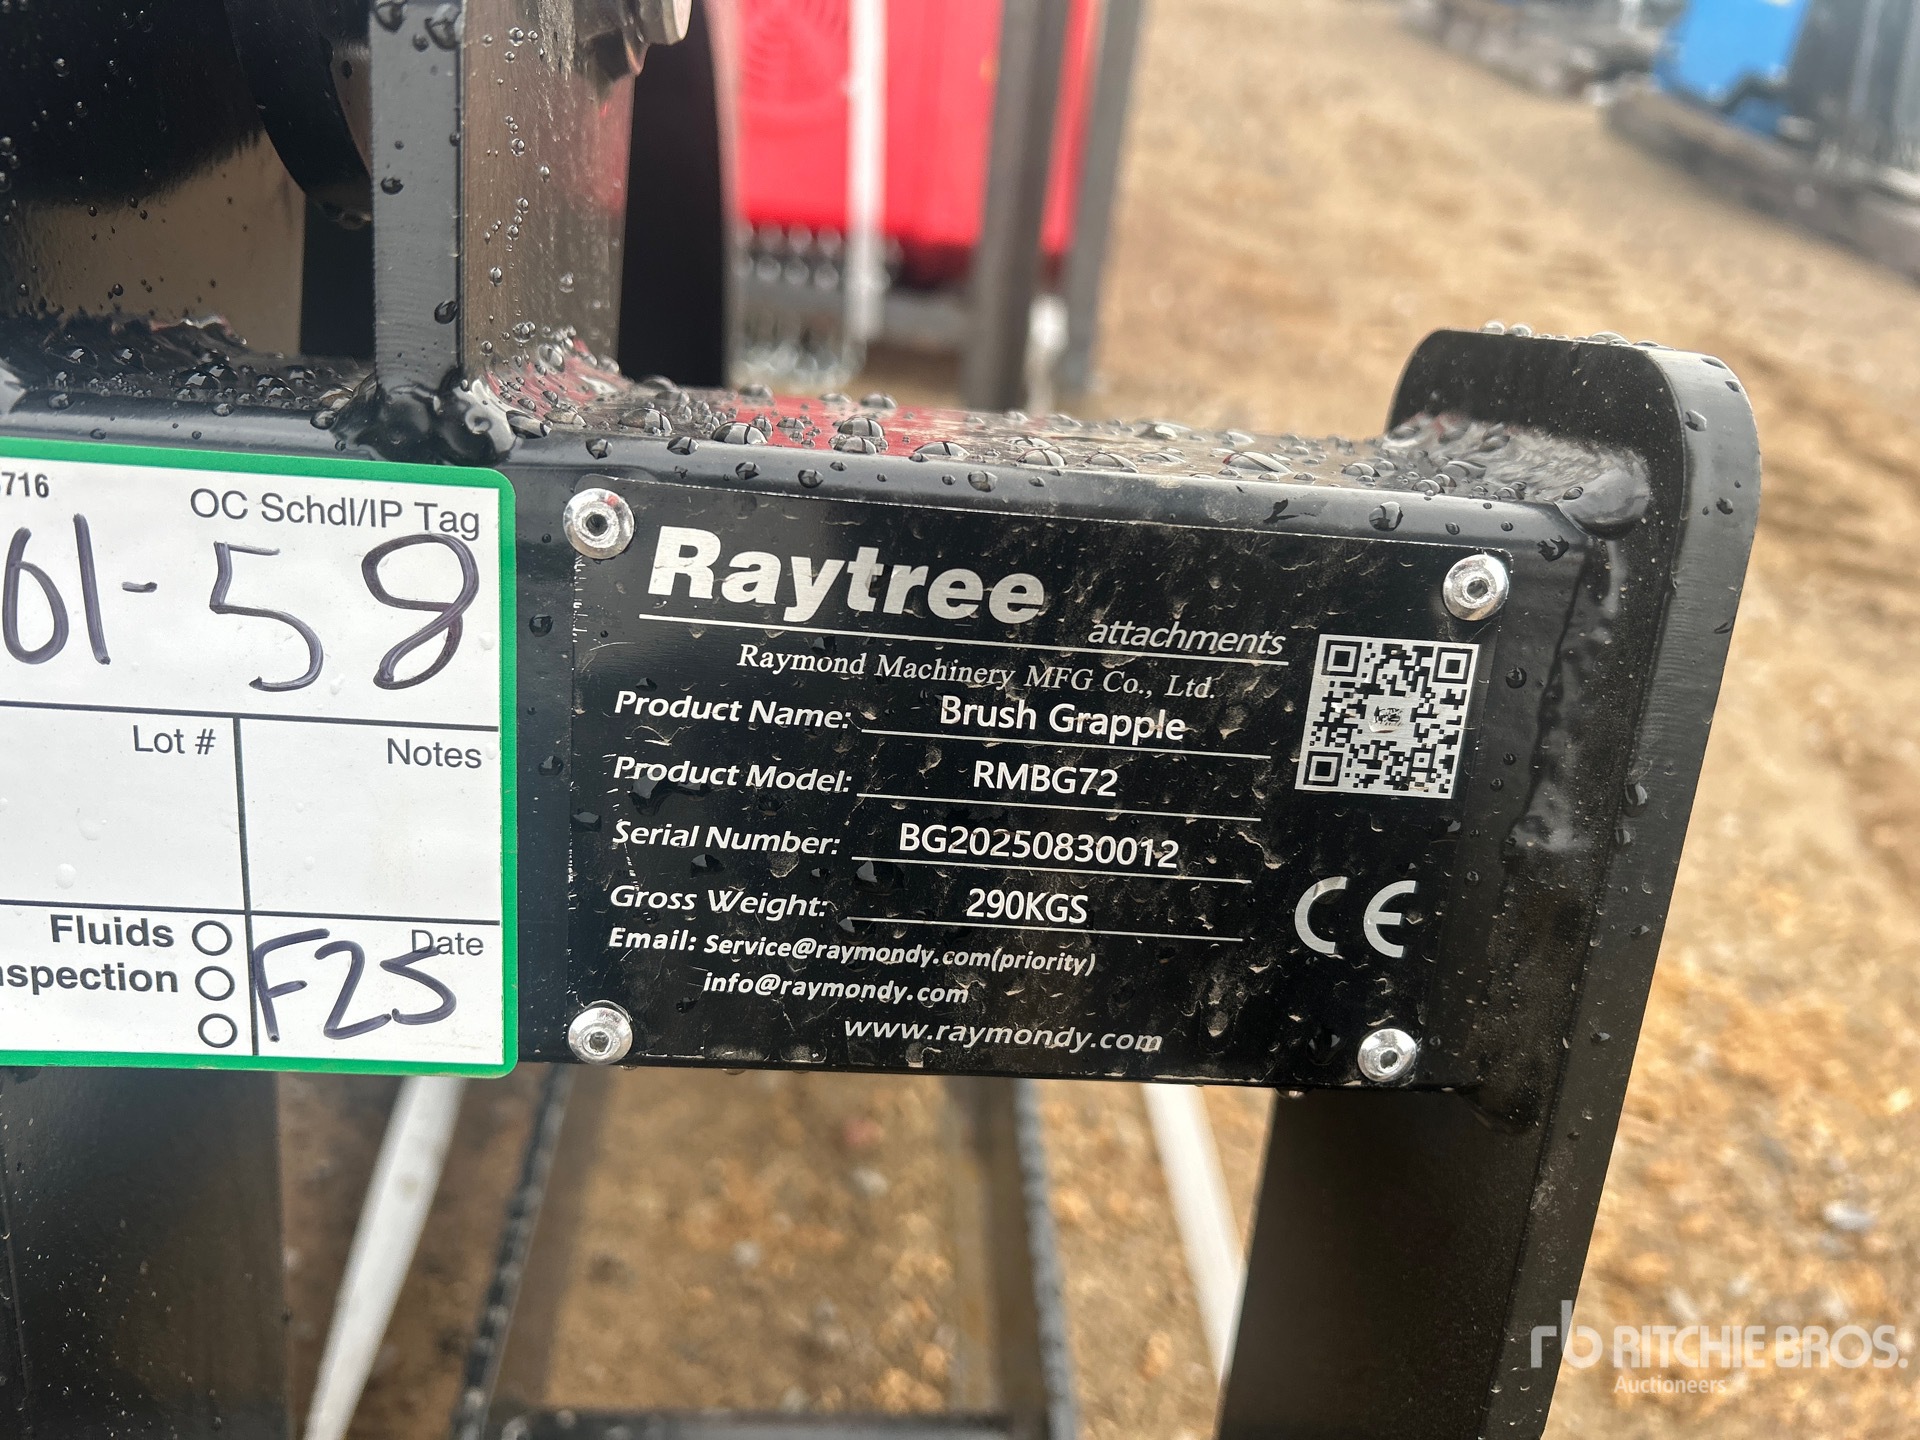 716
OC Schdl/IP Tag
01-58
Lot #
Notes
Fluids
nspection
Date
F25
Raytree
attachments
Raymond Machinery MFG Co., Ltd.
Product Name: Brush Grapple
Product Model: RMBG72
Serial Number: BG20250830012
Gross Weight: 290KGS
Email: Service@raymondy.com(priority)
info@raymondy.com
www.raymondy.com
CE
rb RITCHIE BROS.
Auctioneers